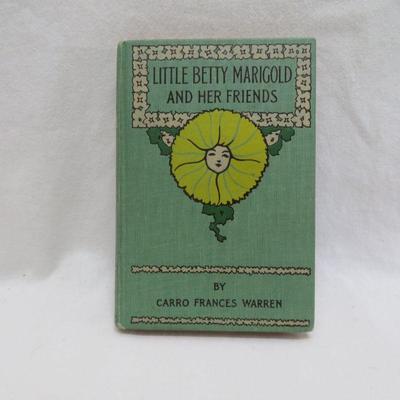 LITTLE BETTY MARIGOLD
AND HER FRIENDS
BY
CARRO FRANCES WARREN